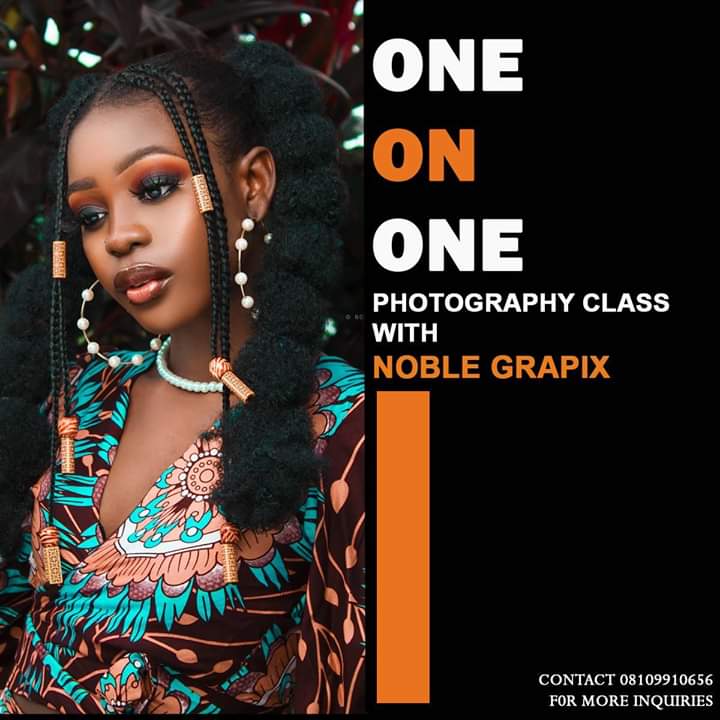 ONE
ON
ONE
PHOTOGRAPHY CLASS
WITH
NOBLE GRAPIX
CONTACT 08109910656
F0R MORE INQUIRIES